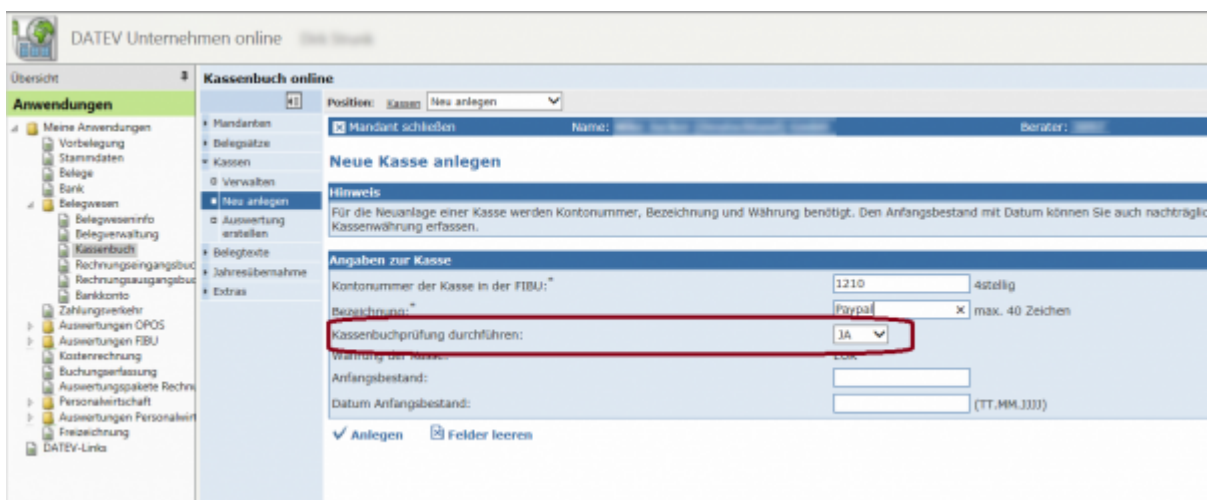 DATEV Unternehmen online
Übersicht
Anwendungen
Meine Anwendungen
Vorbelegung
Stammdaten
Belege
Bank
Belegwesen
Belegweseninfo
Belegverwaltung
Kassenbuch
Rechnungseingangsbuc
Rechnungsausgangsbuc
Bankkonto
Zahlungsverkehr
Auswertungen OPOS
Auswertungen FIBU
Kostenrechnung
Buchungserfassung
Auswertungspakete Rechnu
Personalwirtschaft
Auswertungen Personalwirt
Freizeichnung
DATEV-Links
Kassenbuch online
Mandanten
Belegsätze
Kassen
Verwalten
Neu anlegen
Auswertung
erstellen
Belegtexte
Jahresübernahme
Extras
Position: Kassen Neu anlegen
Mandant schließen Name: Berater:
Neue Kasse anlegen
Hinweis
Für die Neuanlage einer Kasse werden Kontonummer, Bezeichnung und Währung benötigt. Den Anfangsbestand mit Datum können Sie auch nachträglic
Kassenwährung erfassen.
Angaben zur Kasse
Kontonummer der Kasse in der FIBU:* 1210 4stellig
Bezeichnung:* Paypal max. 40 Zeichen
Kassenbuchprüfung durchführen: JA
Währung der Kasse: EUR
Anfangsbestand:
Datum Anfangsbestand: (TT.MM.JJJJ)
Anlegen Felder leeren